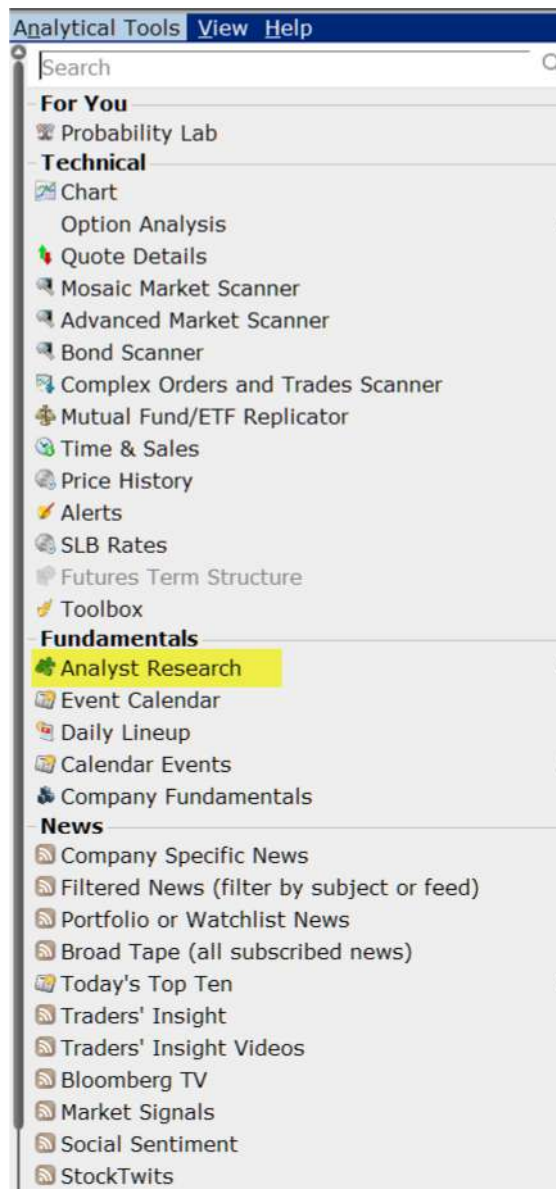 Analytical Tools View Help
Search
For You
Probability Lab
Technical
Chart
Option Analysis
Quote Details
Mosaic Market Scanner
Advanced Market Scanner
Bond Scanner
Complex Orders and Trades Scanner
Mutual Fund/ETF Replicator
Time & Sales
Price History
Alerts
SLB Rates
Futures Term Structure
Toolbox
Fundamentals
Analyst Research
Event Calendar
Daily Lineup
Calendar Events
Company Fundamentals
News
Company Specific News
Filtered News (filter by subject or feed)
Portfolio or Watchlist News
Broad Tape (all subscribed news)
Today's Top Ten
Traders' Insight
Traders' Insight Videos
Bloomberg TV
Market Signals
Social Sentiment
StockTwits